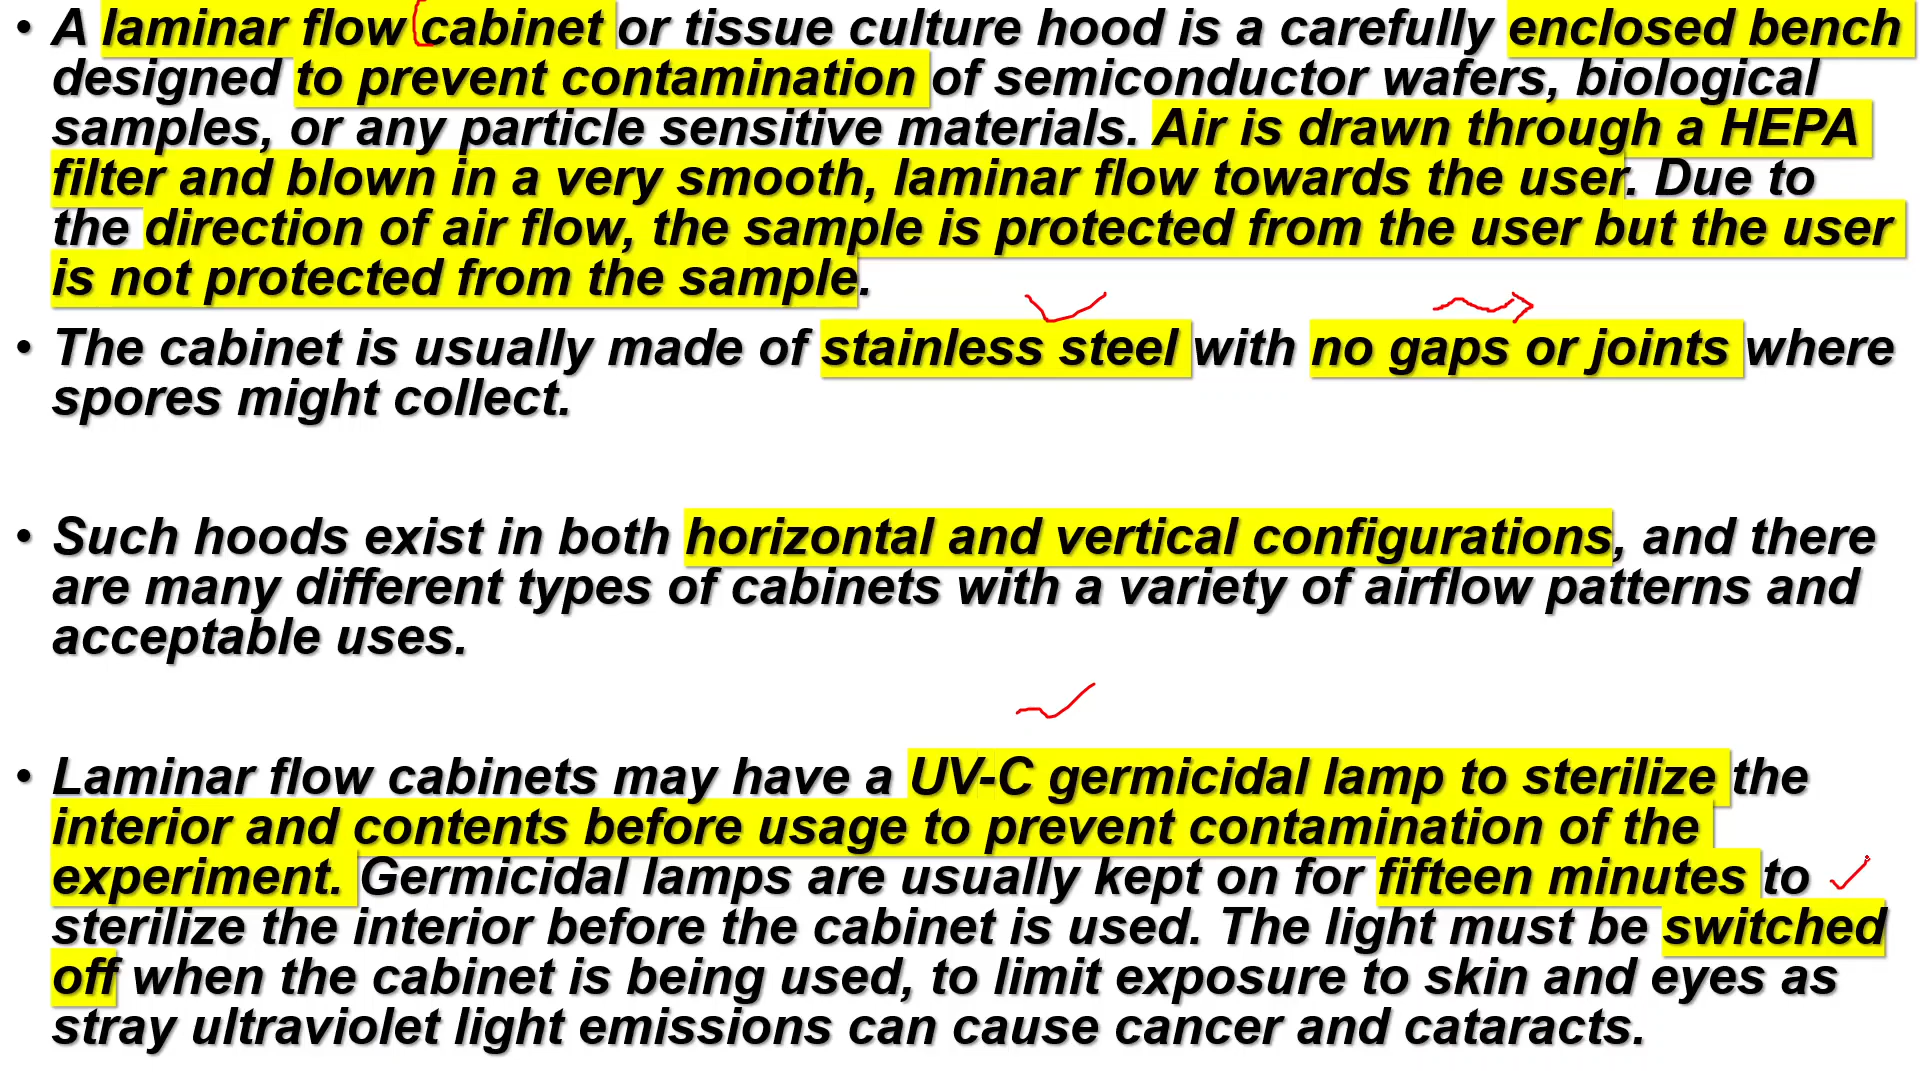 • A laminar flow cabinet or tissue culture hood is a carefully enclosed bench
designed to prevent contamination of semiconductor wafers, biological
samples, or any particle sensitive materials. Air is drawn through a HEPA
filter and blown in a very smooth, laminar flow towards the user. Due to
the direction of air flow, the sample is protected from the user but the user
is not protected from the sample.
• The cabinet is usually made of stainless steel with no gaps or joints where
spores might collect.
• Such hoods exist in both horizontal and vertical configurations, and there
are many different types of cabinets with a variety of airflow patterns and
acceptable uses.
• Laminar flow cabinets may have a UV-C germicidal lamp to sterilize the
interior and contents before usage to prevent contamination of the
experiment. Germicidal lamps are usually kept on for fifteen minutes to
sterilize the interior before the cabinet is used. The light must be switched
off when the cabinet is being used, to limit exposure to skin and eyes as
stray ultraviolet light emissions can cause cancer and cataracts.